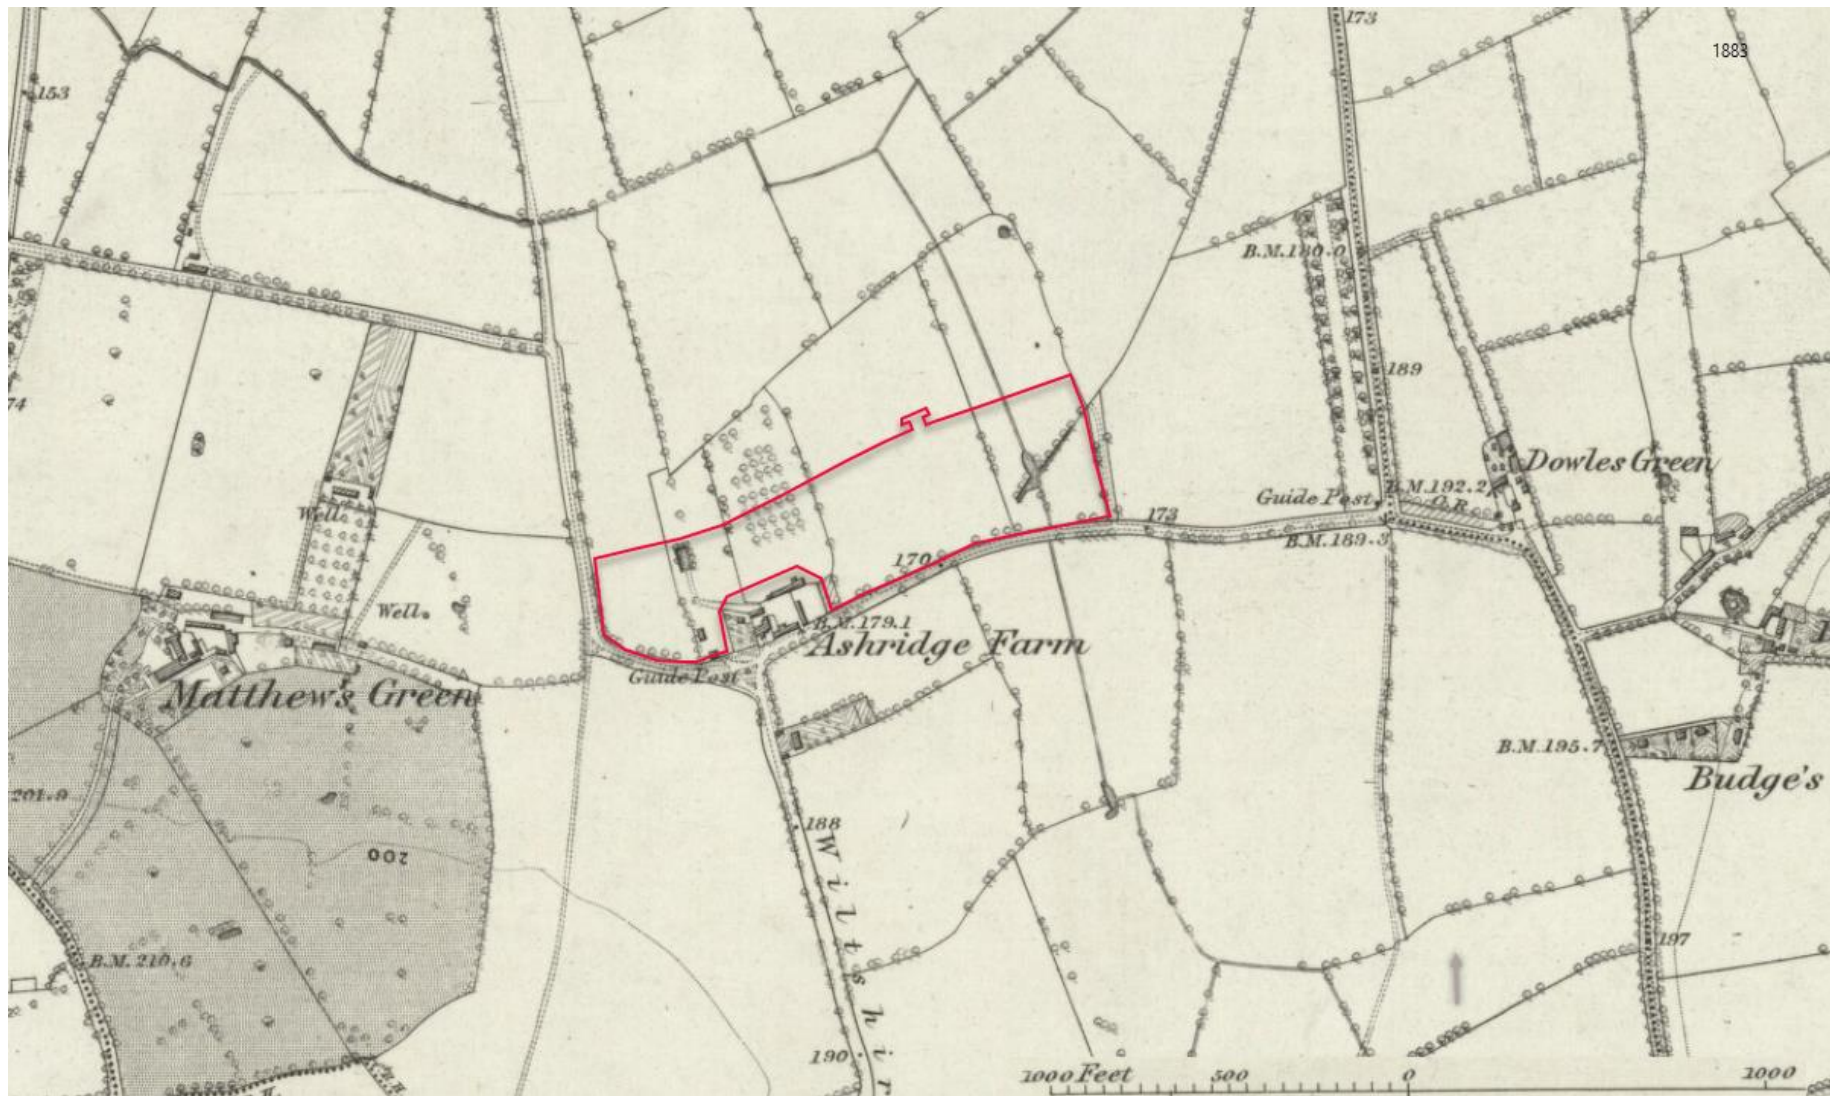 173
1883
153
B.M.180.0
189
74
Dowles Green
Well
B.M.192.2
Guide Post
173
B.M.189.3
170
Well
B.M.179.1
Ashridge Farm
Guide Post
Matthew's Green
B.M.195.7
Budge's
201.9
188
200
Wiltshir
197
B.M.210.6
190
1000 Feet 500 0 1000